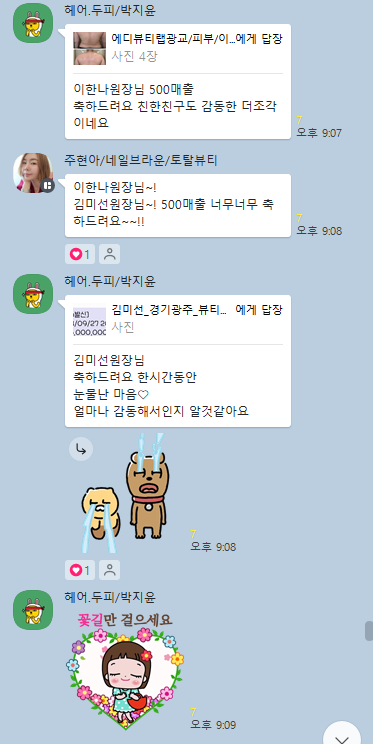 헤어.두피/박지윤
에디뷰티랩광교/피부/이...에게 답장
사진 4장
이한나원장님 500매출
축하드려요 친한친구도 감동한 더조각
이네요
7
오후 9:07
주현아/네일브라운/토탈뷰티
이한나원장님~!
김미선원장님~! 500매출 너무너무 축
하드려요~~!!
7
오후 9:08
1
헤어.두피/박지윤
김미선_경기광주_뷰티... 에게 답장
사진
/09/27 2
,000,000
김미선원장님
축하드려요 한시간동안
눈물난 마음♡
얼마나 감동해서인지 알것같아요
7
오후 9:08
1
헤어.두피/박지윤
꽃길만 걸으세요
7
오후 9:09